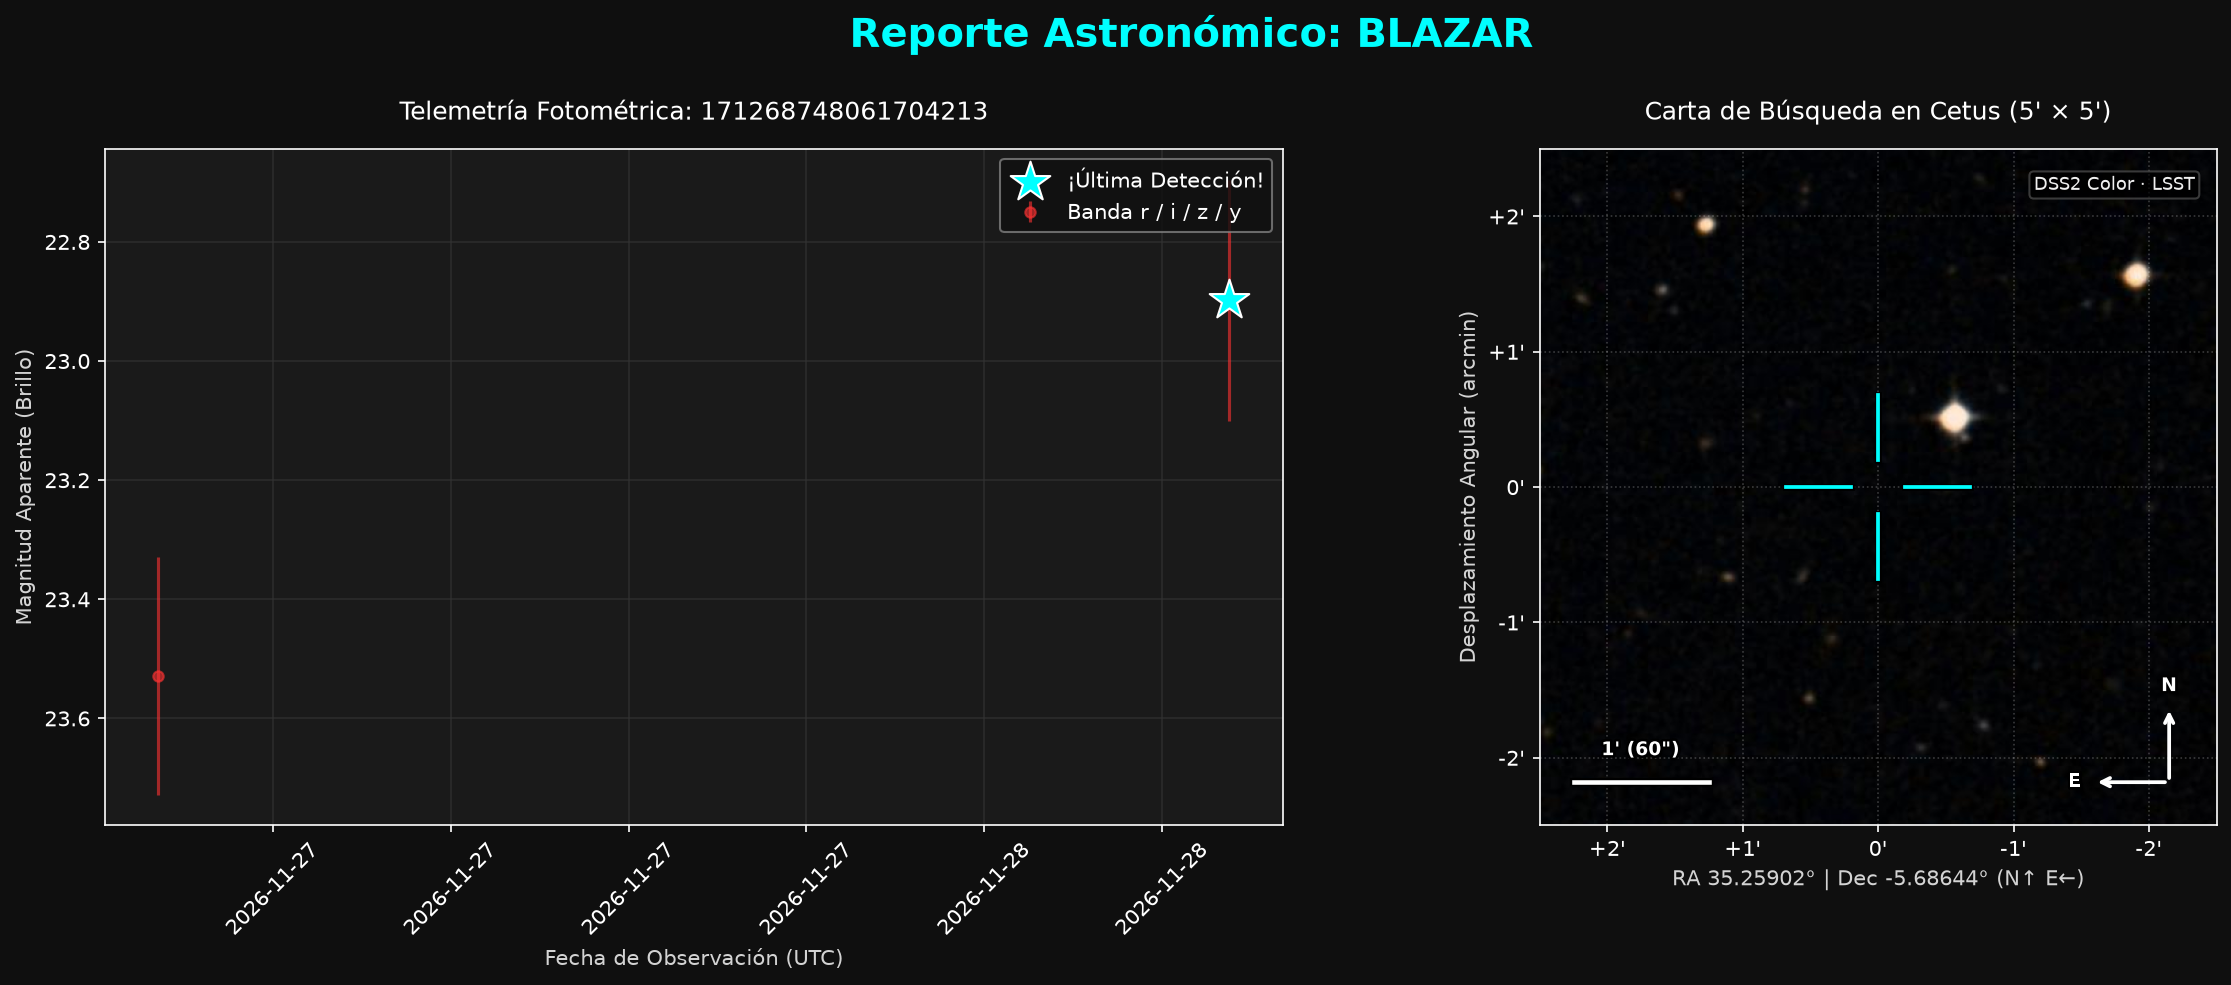 Reporte Astronómico: BLAZAR
Telemetría Fotométrica: 171268748061704213
¡Última Detección!
Banda r / i / z / y
Magnitud Aparente (Brillo)
22.8
23.0
23.2
23.4
23.6
2026-11-27
2026-11-27
2026-11-27
2026-11-27
2026-11-28
2026-11-28
Fecha de Observación (UTC)
Carta de Búsqueda en Cetus (5' × 5')
DSS2 Color · LSST
Desplazamiento Angular (arcmin)
+2'
+1'
0'
-1'
-2'
N
E
1' (60")
+2'
+1'
0'
-1'
-2'
RA 35.25902° | Dec -5.68644° (N↑ E←)